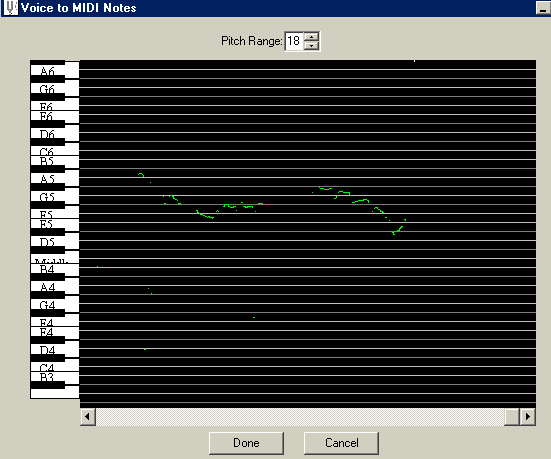 Voice to MIDI Notes
Pitch Range: 18
A6
G6
F6
E6
D6
C6
B5
A5
G5
F5
E5
D5
B4
A4
G4
F4
E4
D4
C4
B3
Done Cancel